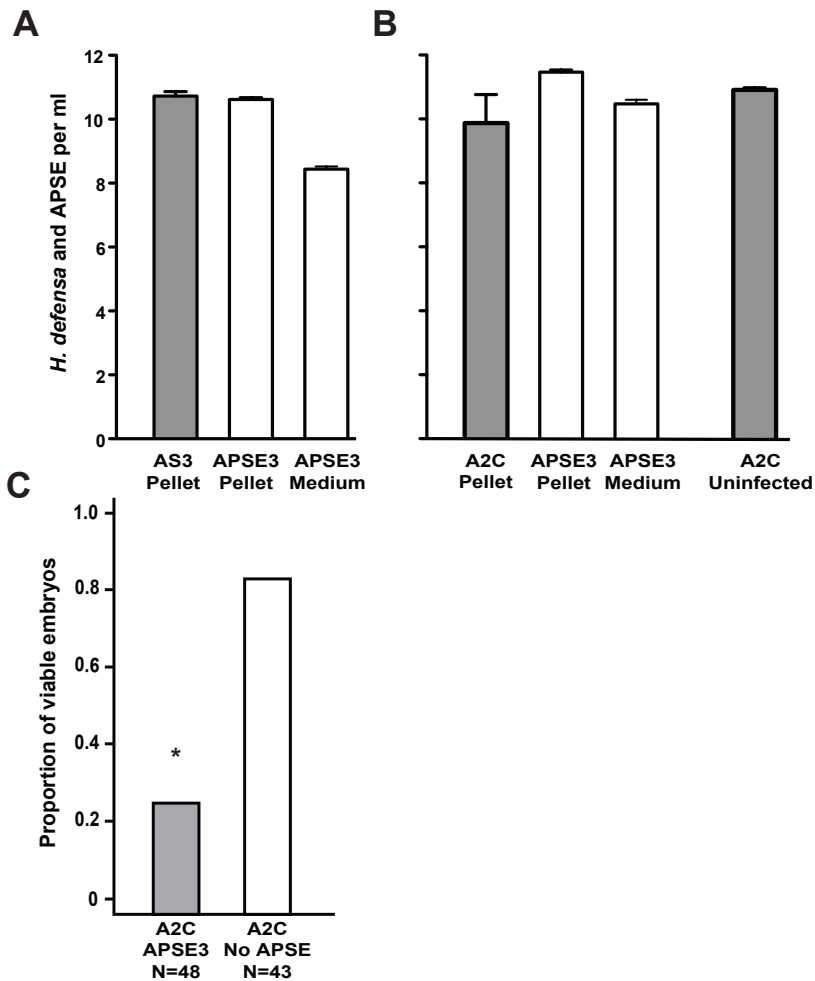 A
B
12
10
8
6
4
2
0
H. defensa and APSE per ml
AS3 Pellet
APSE3 Pellet
APSE3 Medium
A2C Pellet
APSE3 Pellet
APSE3 Medium
A2C Uninfected
C
1.0
0.8
0.6
0.4
0.2
0
Proportion of viable embryos
*
A2C APSE3 N=48
A2C No APSE N=43